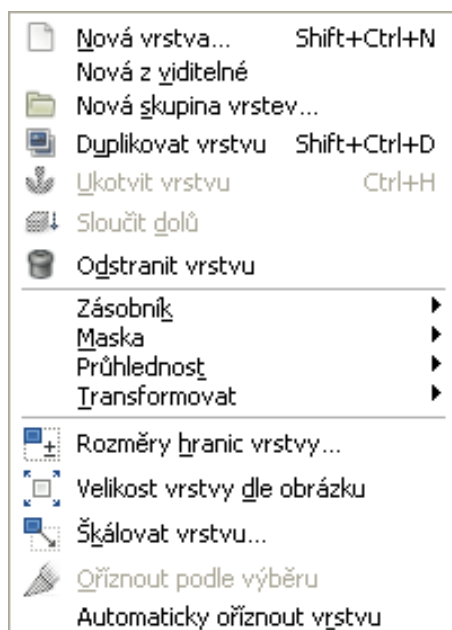 Nová vrstva... Shift+Ctrl+N
Nová z viditelné
Nová skupina vrstev...
Duplikovat vrstvu Shift+Ctrl+D
Ukotvit vrstvu Ctrl+H
Sloučit dolů
Odstranit vrstvu
Zásobník
Maska
Průhlednost
Transformovat
Rozměry hranic vrstvy...
Velikost vrstvy dle obrázku
Škálovat vrstvu...
Oříznout podle výběru
Automaticky oříznout vrstvu